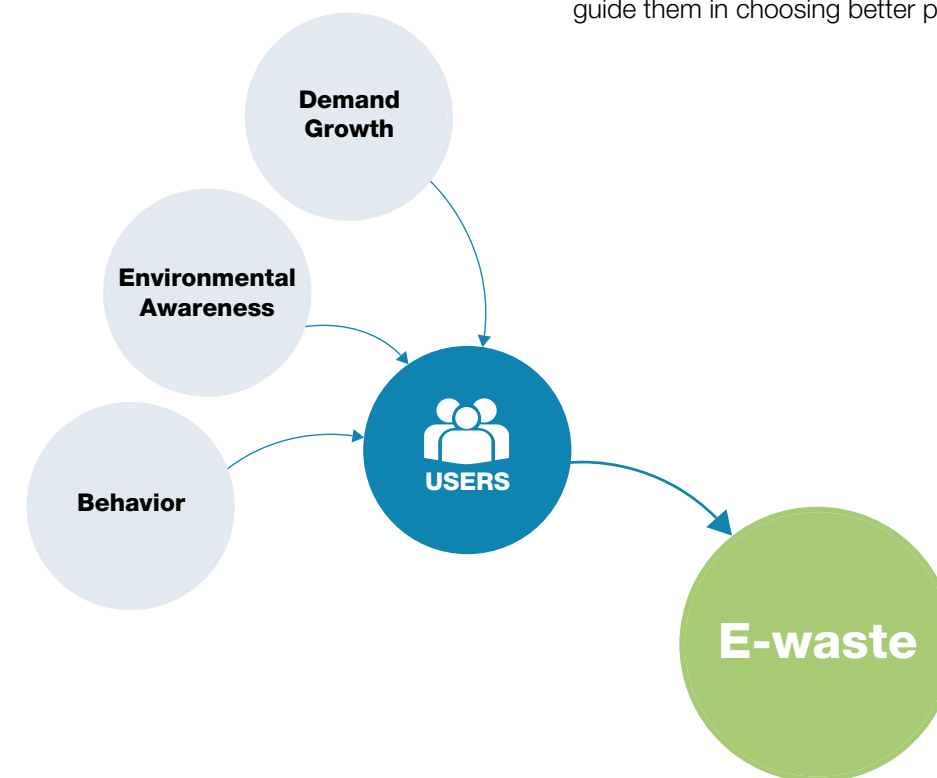 guide them in choosing better p
Demand
Growth
Environmental
Awareness
Behavior
USERS
E-waste